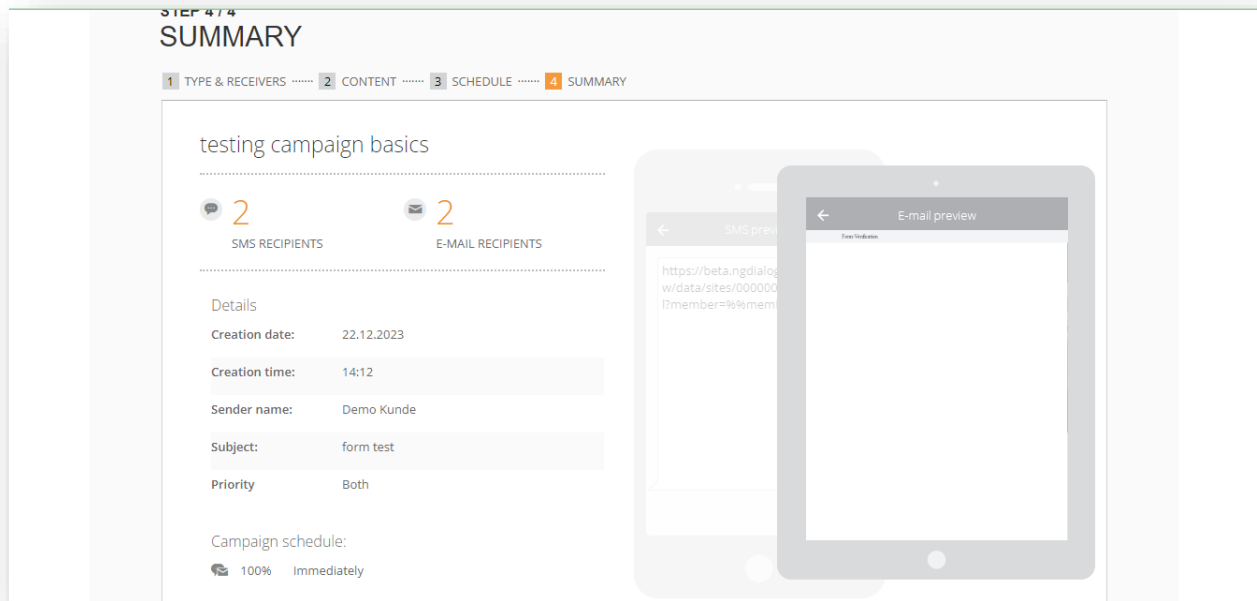 STEP 4 / 4
SUMMARY
1 TYPE & RECEIVERS ······ 2 CONTENT ······ 3 SCHEDULE ······ 4 SUMMARY
testing campaign basics
2
SMS RECIPIENTS
2
E-MAIL RECIPIENTS
Details
Creation date: 22.12.2023
Creation time: 14:12
Sender name: Demo Kunde
Subject: form test
Priority Both
Campaign schedule:
100% Immediately
SMS previ
https://beta.ngdialog
w/data/sites/000000
l?member=%%mem
E-mail preview
Form Verification